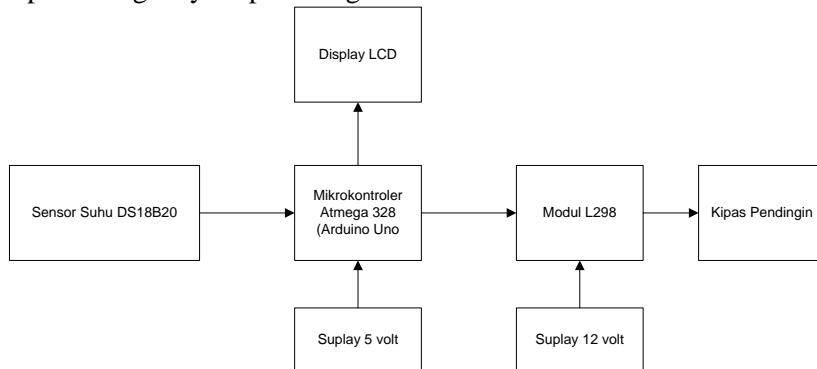 Display LCD
Sensor Suhu DS18B20
Mikrokontroler
Atmega 328
(Arduino Uno
Modul L298
Kipas Pendingin
Suplay 5 volt
Suplay 12 volt